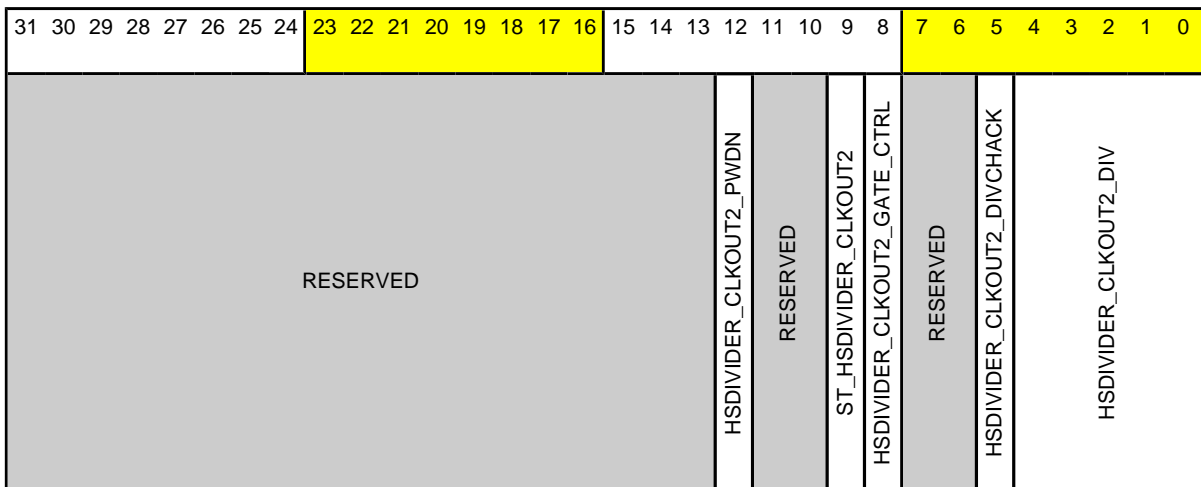 31 30 29 28 27 26 25 24 23 22 21 20 19 18 17 16 15 14 13 12 11 10 9 8 7 6 5 4 3 2 1 0
RESERVED
HSDIVIDER_CLKOUT2_PWDN
RESERVED
ST_HSDIVIDER_CLKOUT2
HSDIVIDER_CLKOUT2_GATE_CTRL
RESERVED
HSDIVIDER_CLKOUT2_DIVCHACK
HSDIVIDER_CLKOUT2_DIV